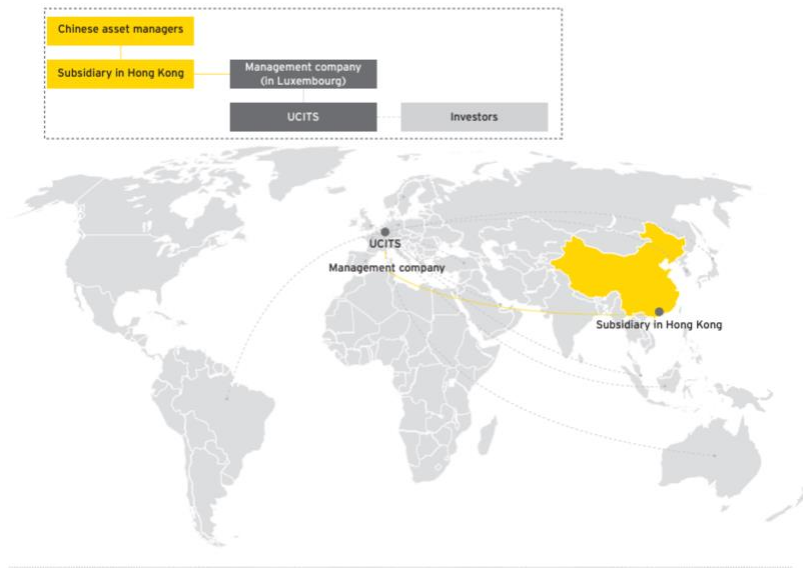 Chinese asset managers
Subsidiary in Hong Kong
Management company
(in Luxembourg)
UCITS
Investors
UCITS
Management company
Subsidiary in Hong Kong